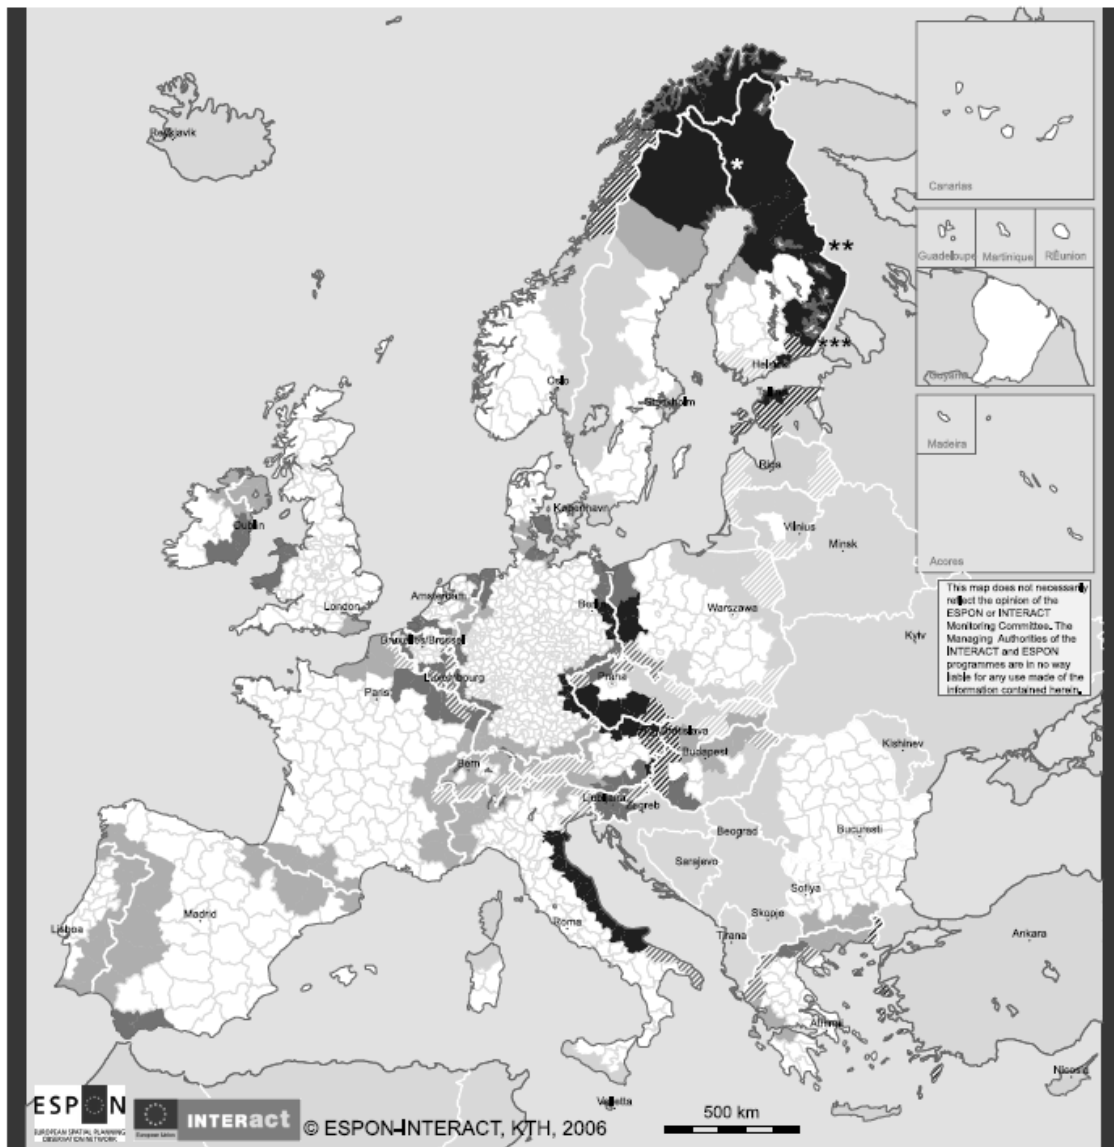 Reykjavik
Canarias
*
**
Guadeloupe
Martinique
RÉunion
Guyane
***
Helsinki
Oslo
Stockholm
Madeira
Riga
Dublin
København
Vilnius
Minsk
Acores
This map does not necessarily
reflect the opinion of the
ESPON or INTERACT
Monitoring Committee. The
Managing Authorities of the
INTERACT and ESPON
programmes are in no way
liable for any use made of the
information contained herein.
Amsterdam
London
Berlin
Warszawa
Bruxelles/Brussel
Kyiv
Luxembourg
Praha
Paris
Bratislava
Kishinev
Budapest
Bern
Ljubljana
Zagreb
Beograd
Bucuresti
Sarajevo
Sofiya
Madrid
Roma
Skopje
Lisboa
Tirana
Ankara
Nicosia
ESPON
EUROPEAN SPATIAL PLANNING
OBSERVATION NETWORK
European Union
INTERact
© ESPON-INTERACT, KTH, 2006
500 km